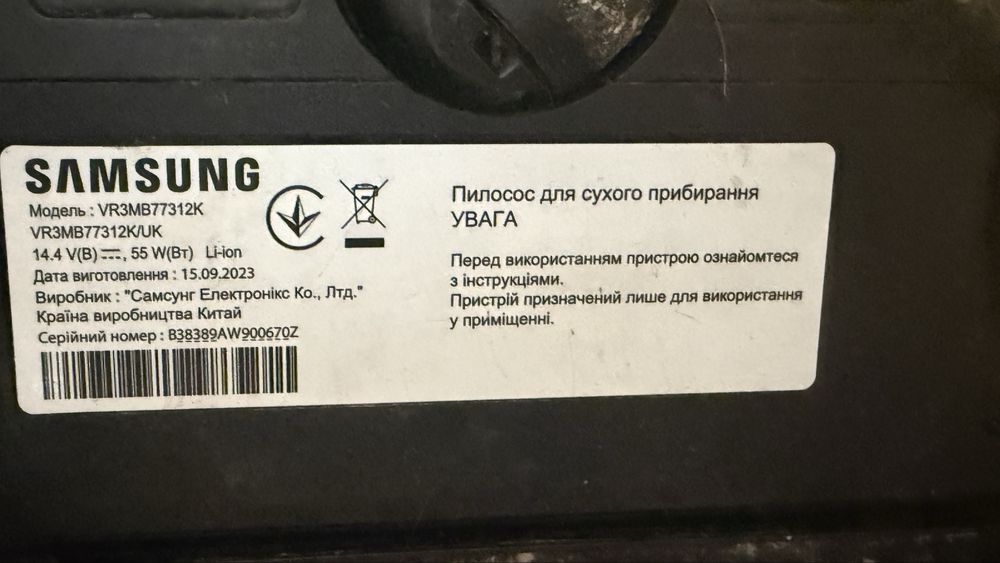 SAMSUNG
Модель : VR3MB77312K
VR3MB77312K/UK
14.4 V(В) ⎓, 55 W(Вт) Li-ion
Дата виготовлення : 15.09.2023
Виробник : "Самсунг Електронікс Ко., Лтд."
Країна виробництва Китай
Серійний номер : B38389AW900670Z
Пилосос для сухого прибирання
УВАГА
Перед використанням пристрою ознайомтеся
з інструкціями.
Пристрій призначений лише для використання
у приміщенні.